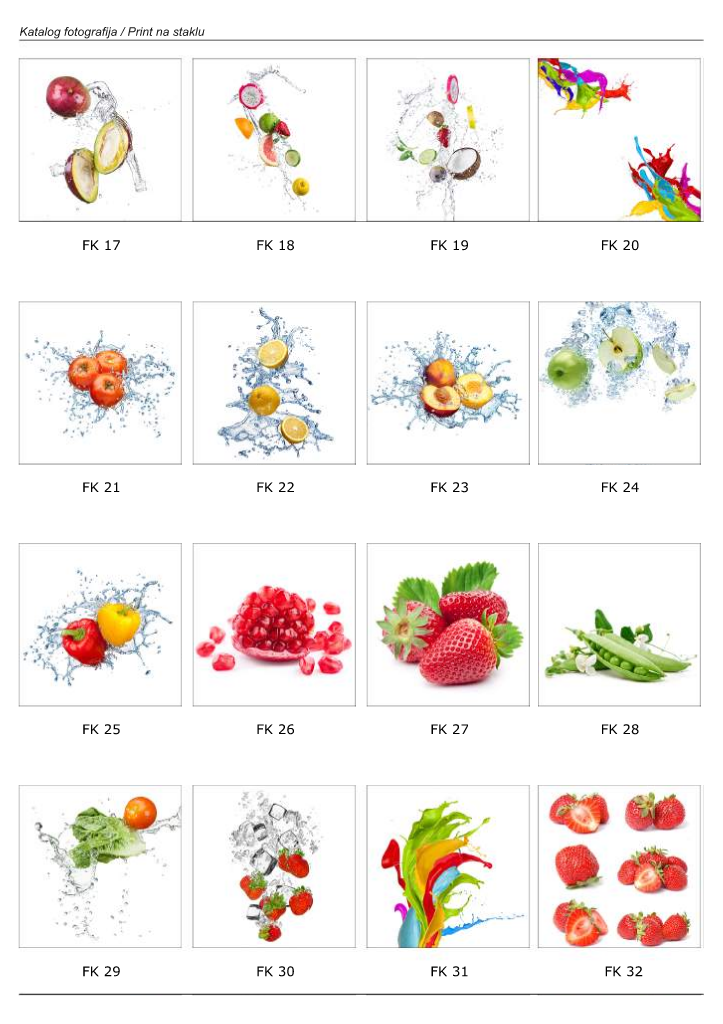 Katalog fotografija / Print na staklu
FK 17
FK 18
FK 19
FK 20
FK 21
FK 22
FK 23
FK 24
FK 25
FK 26
FK 27
FK 28
FK 29
FK 30
FK 31
FK 32